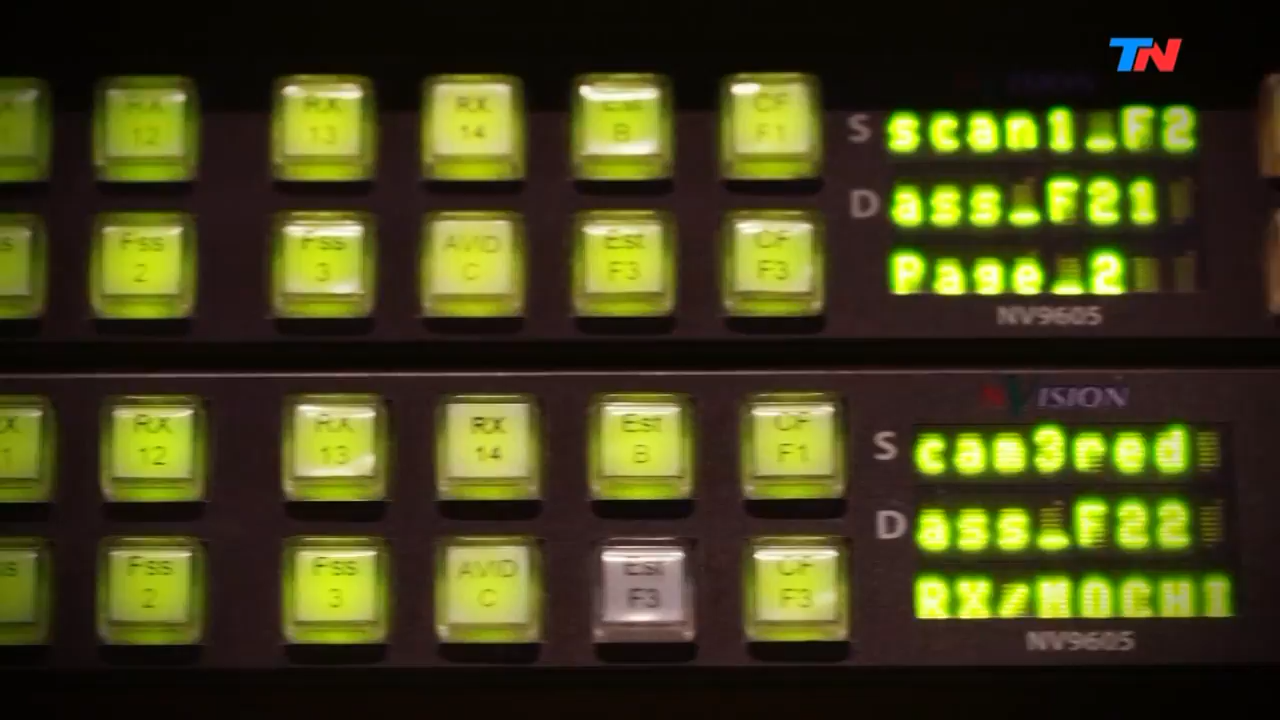 TN
RX 12
RX 13
RX 14
Est B
CF F1
S scan1_F2
Fss 2
Fss 3
AVID C
Est F3
CF F3
D ass_F21
Page_2
NV9605
NVISION
RX 12
RX 13
RX 14
Est B
CF F1
S cam3red
Fss 2
Fss 3
AVID C
Est F3
CF F3
D ass_F22
RX/MOCHI
NV9605